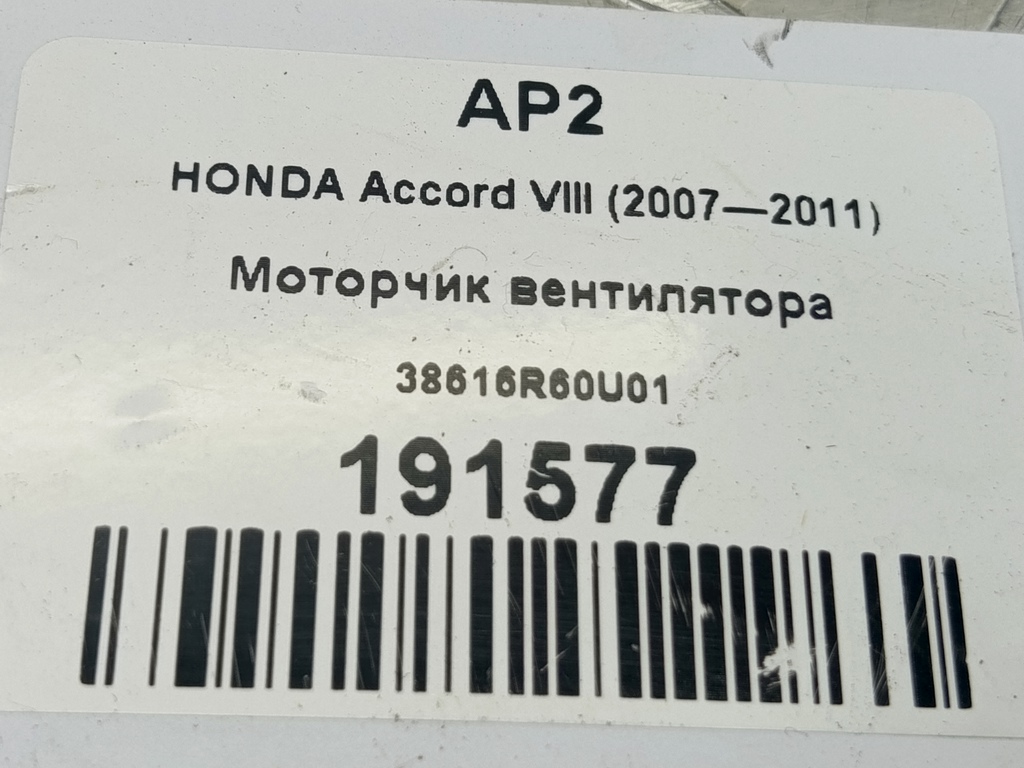 AP2
HONDA Accord VIII (2007—2011)
Моторчик вентилятора
38616R60U01
191577